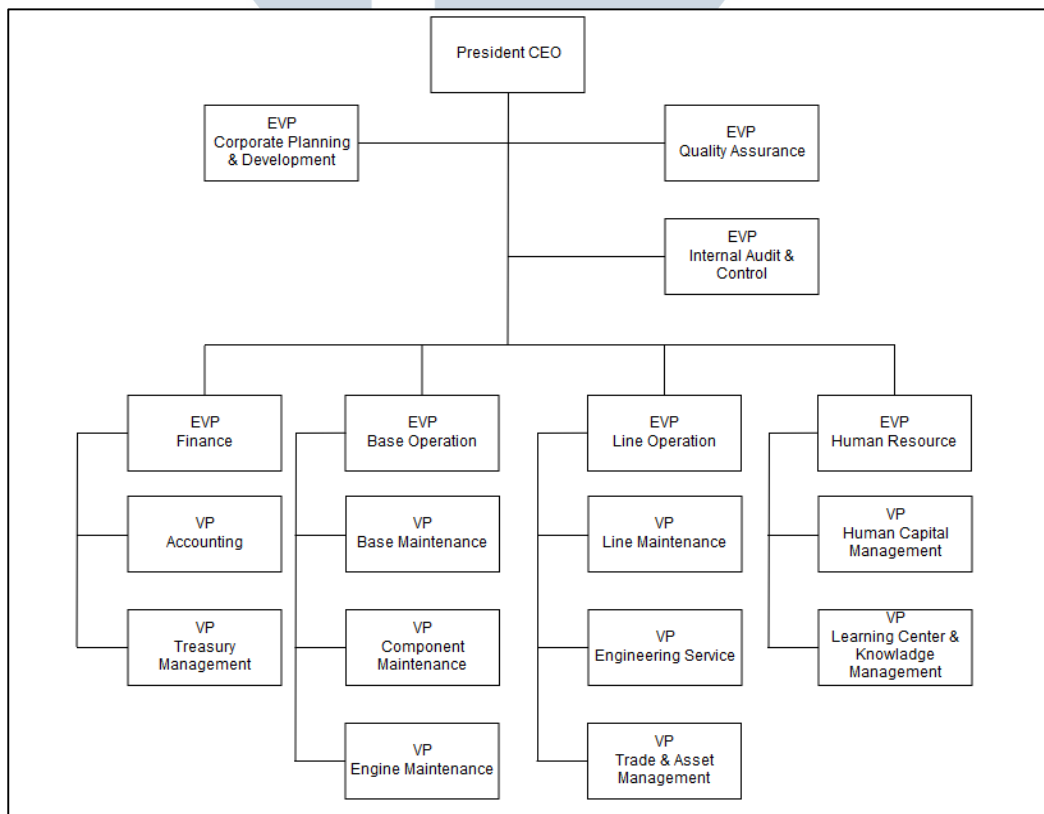 President CEO
EVP
Corporate Planning
& Development
EVP
Quality Assurance
EVP
Internal Audit &
Control
EVP
Finance
EVP
Base Operation
EVP
Line Operation
EVP
Human Resource
VP
Accounting
VP
Base Maintenance
VP
Line Maintenance
VP
Human Capital
Management
VP
Treasury
Management
VP
Component
Maintenance
VP
Engineering Service
VP
Learning Center &
Knowladge
Management
VP
Engine Maintenance
VP
Trade & Asset
Management